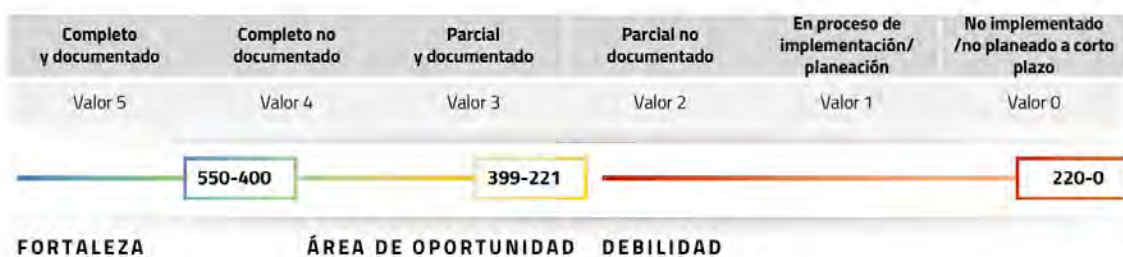 Completo
y documentado
Completo no
documentado
Parcial
y documentado
Parcial no
documentado
En proceso de
implementación/
planeación
No implementado
/no planeado a corto
plazo
Valor 5
Valor 4
Valor 3
Valor 2
Valor 1
Valor 0
550-400
399-221
220-0
FORTALEZA
ÁREA DE OPORTUNIDAD
DEBILIDAD